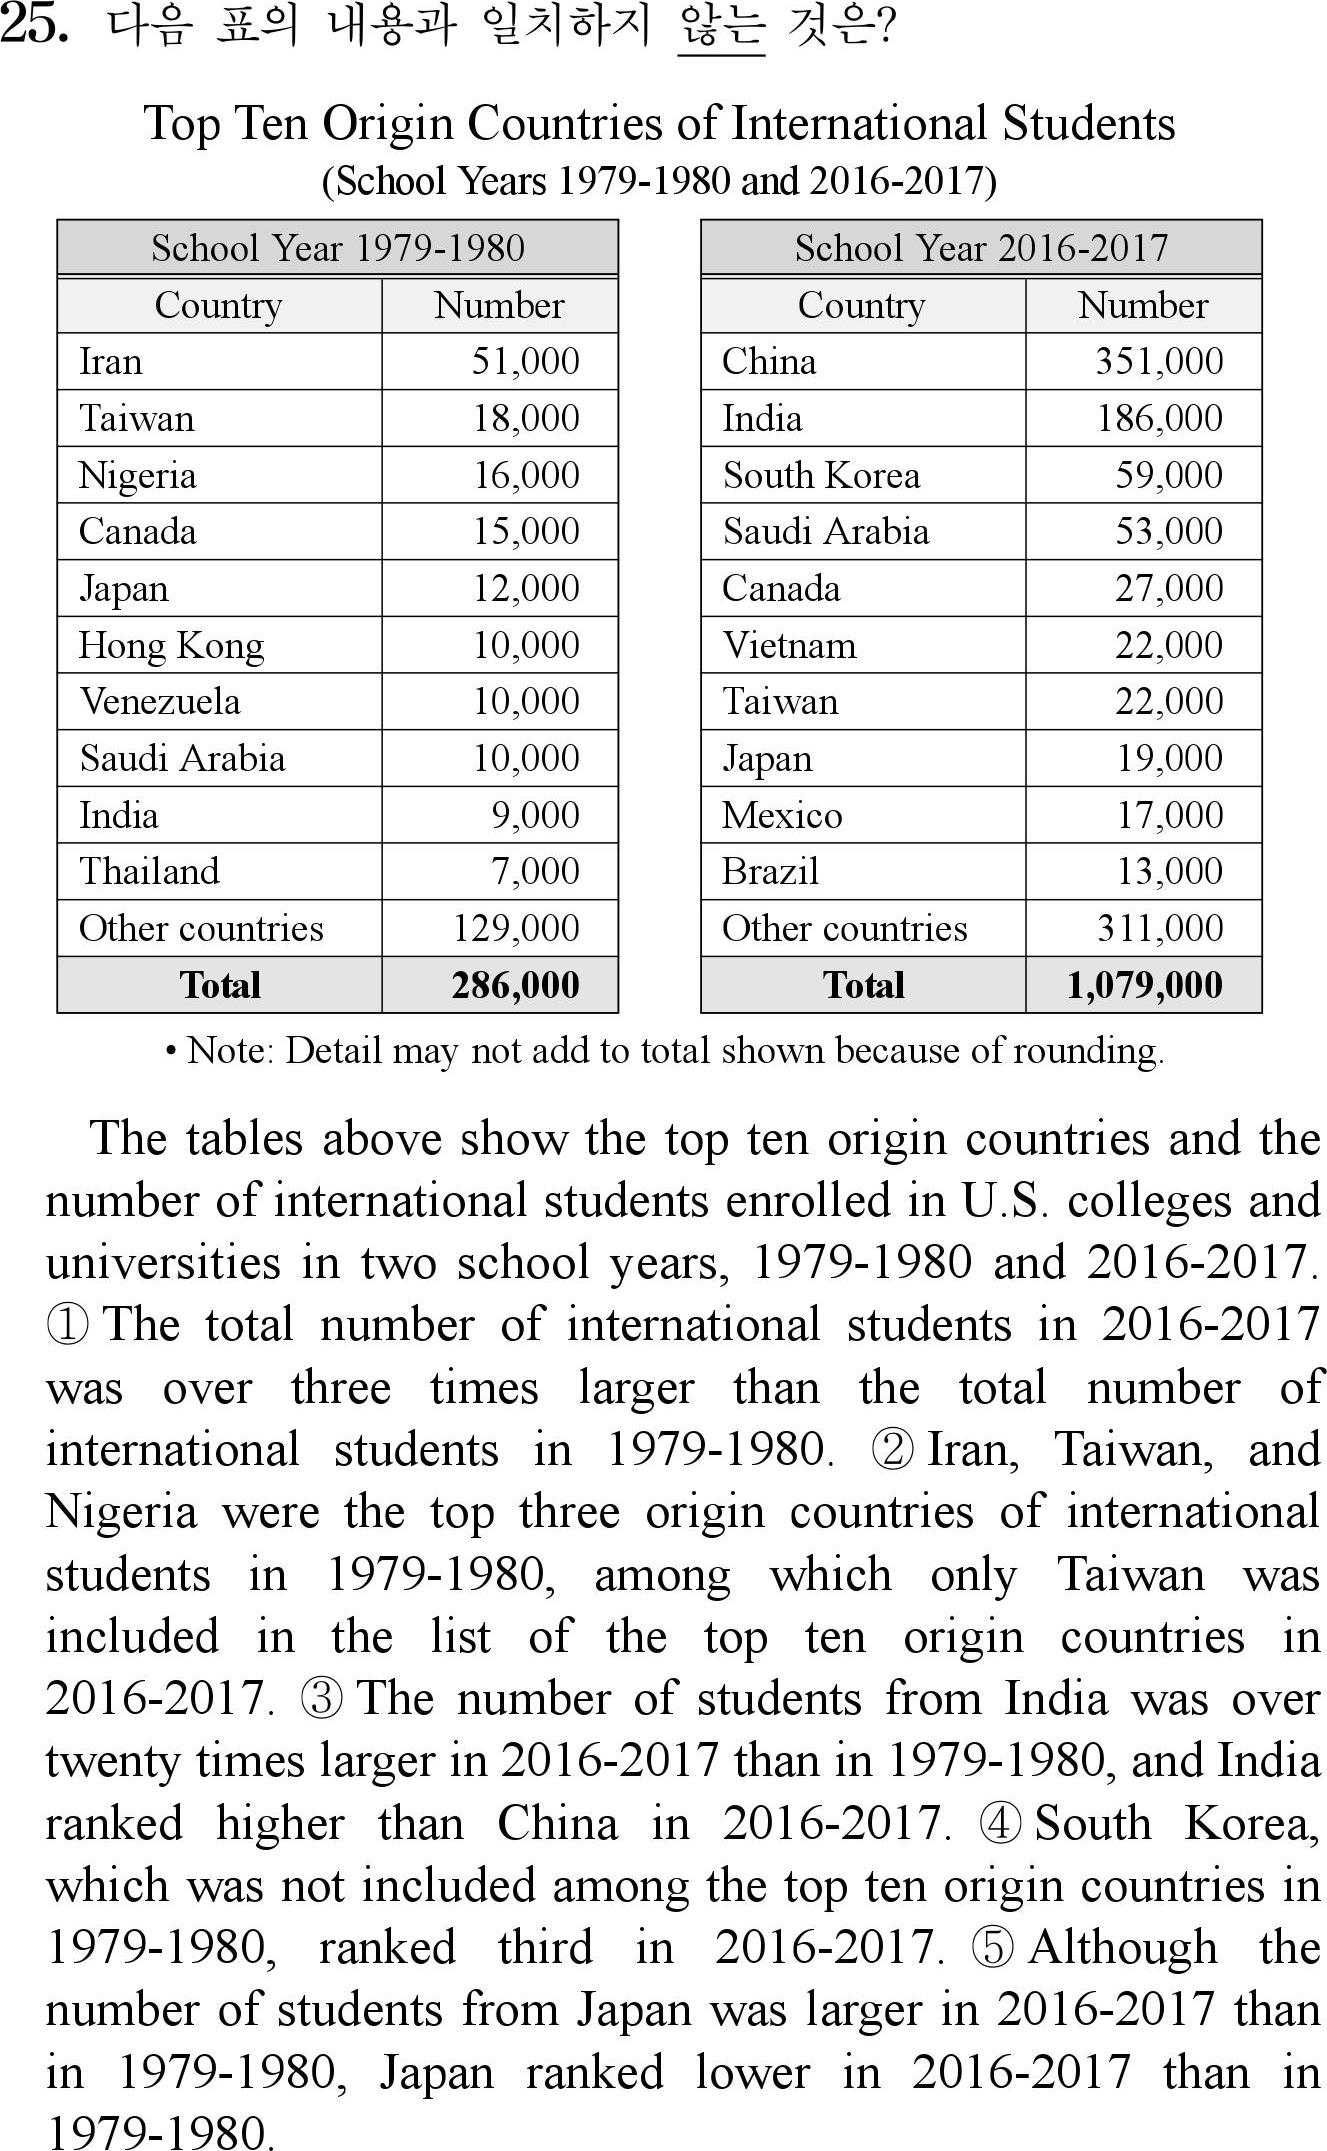 25. 다음 표의 내용과 일치하지 않는 것은?
Top Ten Origin Countries of International Students
(School Years 1979-1980 and 2016-2017)
School Year 1979-1980
Country Number
Iran 51,000
Taiwan 18,000
Nigeria 16,000
Canada 15,000
Japan 12,000
Hong Kong 10,000
Venezuela 10,000
Saudi Arabia 10,000
India 9,000
Thailand 7,000
Other countries 129,000
Total 286,000
School Year 2016-2017
Country Number
China 351,000
India 186,000
South Korea 59,000
Saudi Arabia 53,000
Canada 27,000
Vietnam 22,000
Taiwan 22,000
Japan 19,000
Mexico 17,000
Brazil 13,000
Other countries 311,000
Total 1,079,000
• Note: Detail may not add to total shown because of rounding.
The tables above show the top ten origin countries and the
number of international students enrolled in U.S. colleges and
universities in two school years, 1979-1980 and 2016-2017.
① The total number of international students in 2016-2017
was over three times larger than the total number of
international students in 1979-1980. ② Iran, Taiwan, and
Nigeria were the top three origin countries of international
students in 1979-1980, among which only Taiwan was
included in the list of the top ten origin countries in
2016-2017. ③ The number of students from India was over
twenty times larger in 2016-2017 than in 1979-1980, and India
ranked higher than China in 2016-2017. ④ South Korea,
which was not included among the top ten origin countries in
1979-1980, ranked third in 2016-2017. ⑤ Although the
number of students from Japan was larger in 2016-2017 than
in 1979-1980, Japan ranked lower in 2016-2017 than in
1979-1980.